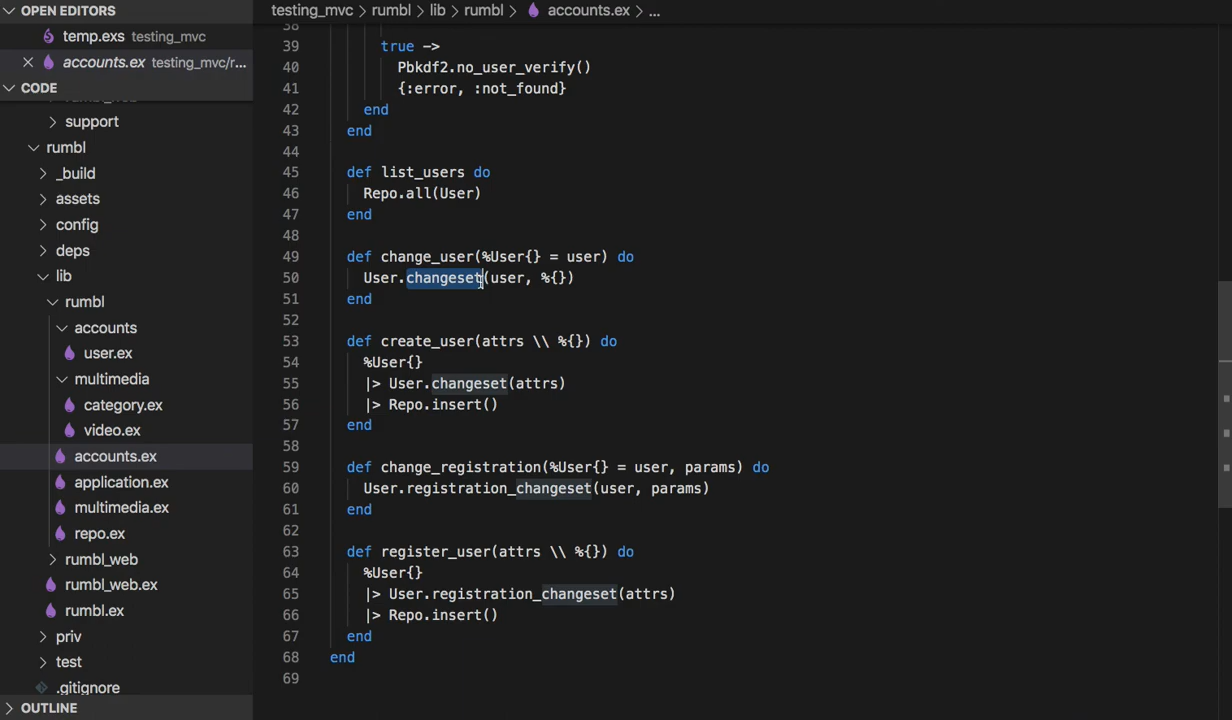 OPEN EDITORS
temp.exs testing_mvc
accounts.ex testing_mvc/r...
CODE
support
rumbl
_build
assets
config
deps
lib
rumbl
accounts
user.ex
multimedia
category.ex
video.ex
accounts.ex
application.ex
multimedia.ex
repo.ex
rumbl_web
rumbl_web.ex
rumbl.ex
priv
test
.gitignore
OUTLINE
testing_mvc > rumbl > lib > rumbl > accounts.ex > ...
38
39 true ->
40 Pbkdf2.no_user_verify()
41 {:error, :not_found}
42 end
43 end
44
45 def list_users do
46 Repo.all(User)
47 end
48
49 def change_user(%User{} = user) do
50 User.changeset(user, %{})
51 end
52
53 def create_user(attrs \\ %{}) do
54 %User{}
55 |> User.changeset(attrs)
56 |> Repo.insert()
57 end
58
59 def change_registration(%User{} = user, params) do
60 User.registration_changeset(user, params)
61 end
62
63 def register_user(attrs \\ %{}) do
64 %User{}
65 |> User.registration_changeset(attrs)
66 |> Repo.insert()
67 end
68 end
69